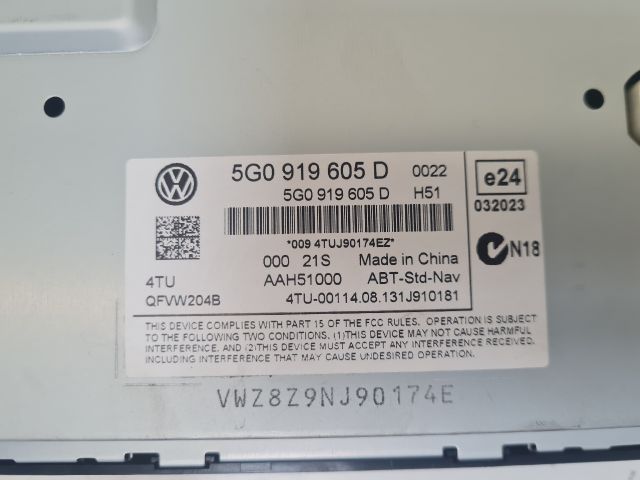 5G0 919 605 D 0022
5G0 919 605 D H51
e24
032023
*009 4TUJ90174EZ*
000 21S Made in China
N18
4TU AAH51000 ABT-Std-Nav
QFVW204B 4TU-00114.08.131J910181
THIS DEVICE COMPLIES WITH PART 15 OF THE FCC RULES. OPERATION IS SUBJECT
TO THE FOLLOWING TWO CONDITIONS. (1)THIS DEVICE MAY NOT CAUSE HARMFUL
INTERFERENCE, AND -(2)THIS DEVICE MUST ACCEPT ANY INTERFERENCE RECEIVED,
INCLUDING INTERFERENCE THAT MAY CAUSE UNDESIRED OPERATION.
VWZ8Z9NJ90174E